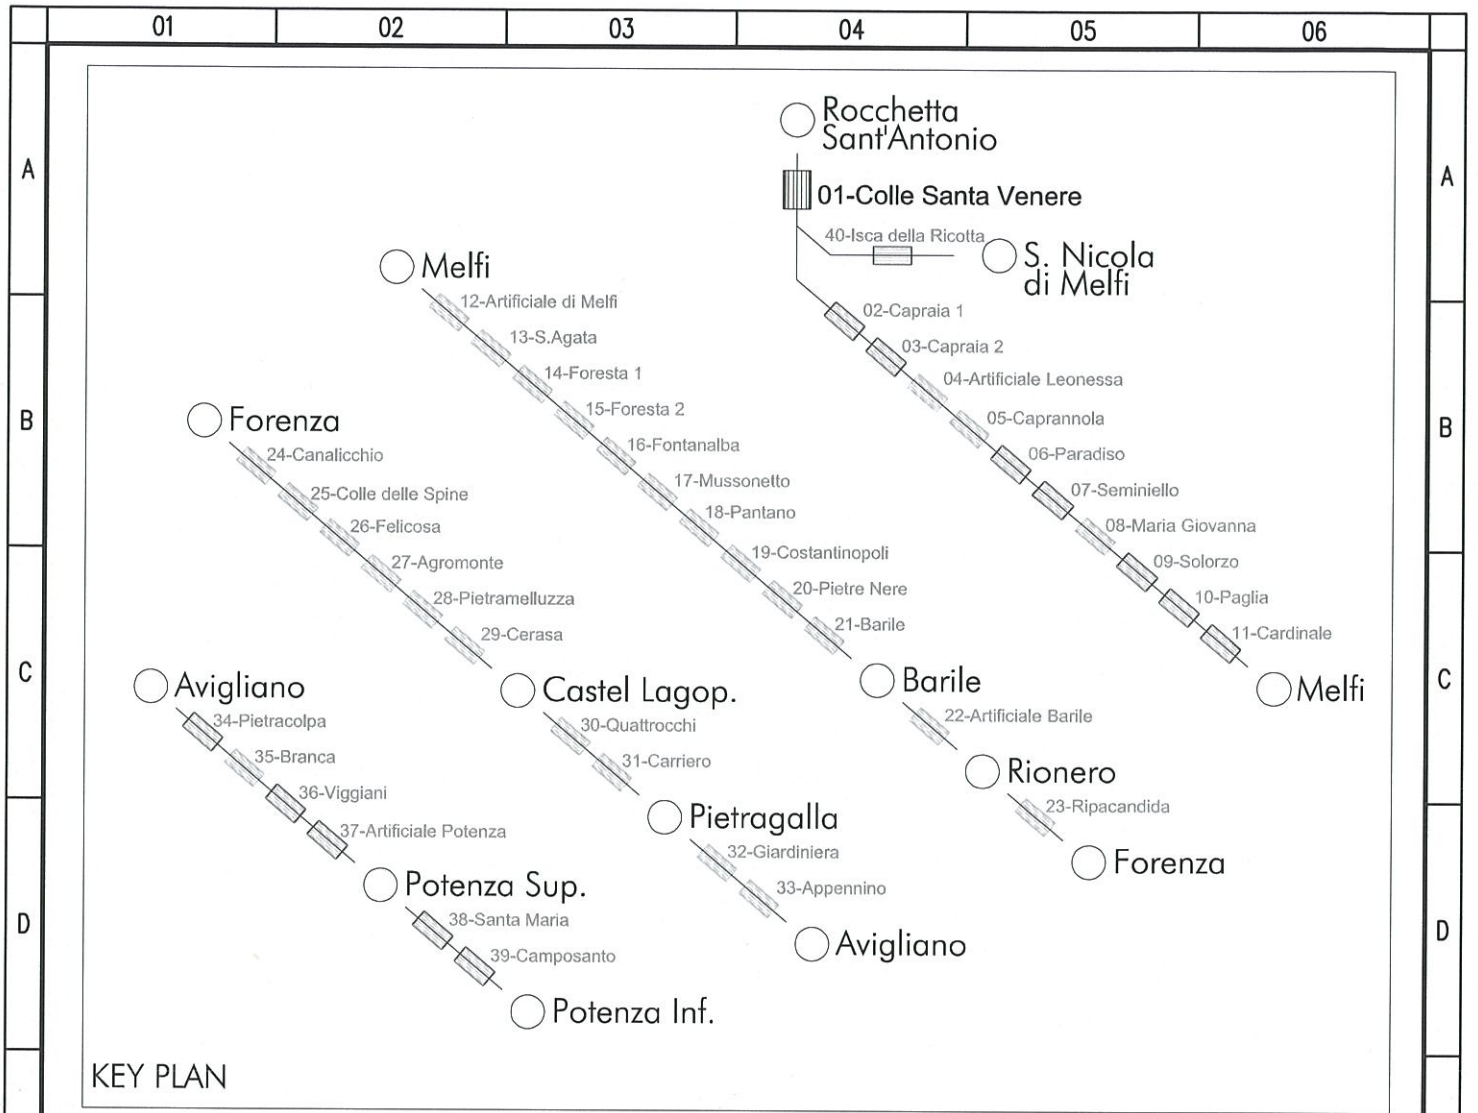 01 02 03 04 05 06
A A
B B
C C
D D
Rocchetta
Sant'Antonio
01-Colle Santa Venere
40-Isca della Ricotta
S. Nicola
di Melfi
02-Capraia 1
03-Capraia 2
04-Artificiale Leonessa
05-Caprannola
06-Paradiso
07-Seminiello
08-Maria Giovanna
09-Solorzo
10-Paglia
11-Cardinale
Melfi
Melfi
12-Artificiale di Melfi
13-S.Agata
14-Foresta 1
15-Foresta 2
16-Fontanalba
17-Mussonetto
18-Pantano
19-Costantinopoli
20-Pietre Nere
21-Barile
Barile
22-Artificiale Barile
Rionero
23-Ripacandida
Forenza
Forenza
24-Canalicchio
25-Colle delle Spine
26-Felicosa
27-Agromonte
28-Pietramelluzza
29-Cerasa
Castel Lagop.
30-Quattrocchi
31-Carriero
Pietragalla
32-Giardiniera
33-Appennino
Avigliano
Avigliano
34-Pietracolpa
35-Branca
36-Viggiani
37-Artificiale Potenza
Potenza Sup.
38-Santa Maria
39-Camposanto
Potenza Inf.
KEY PLAN